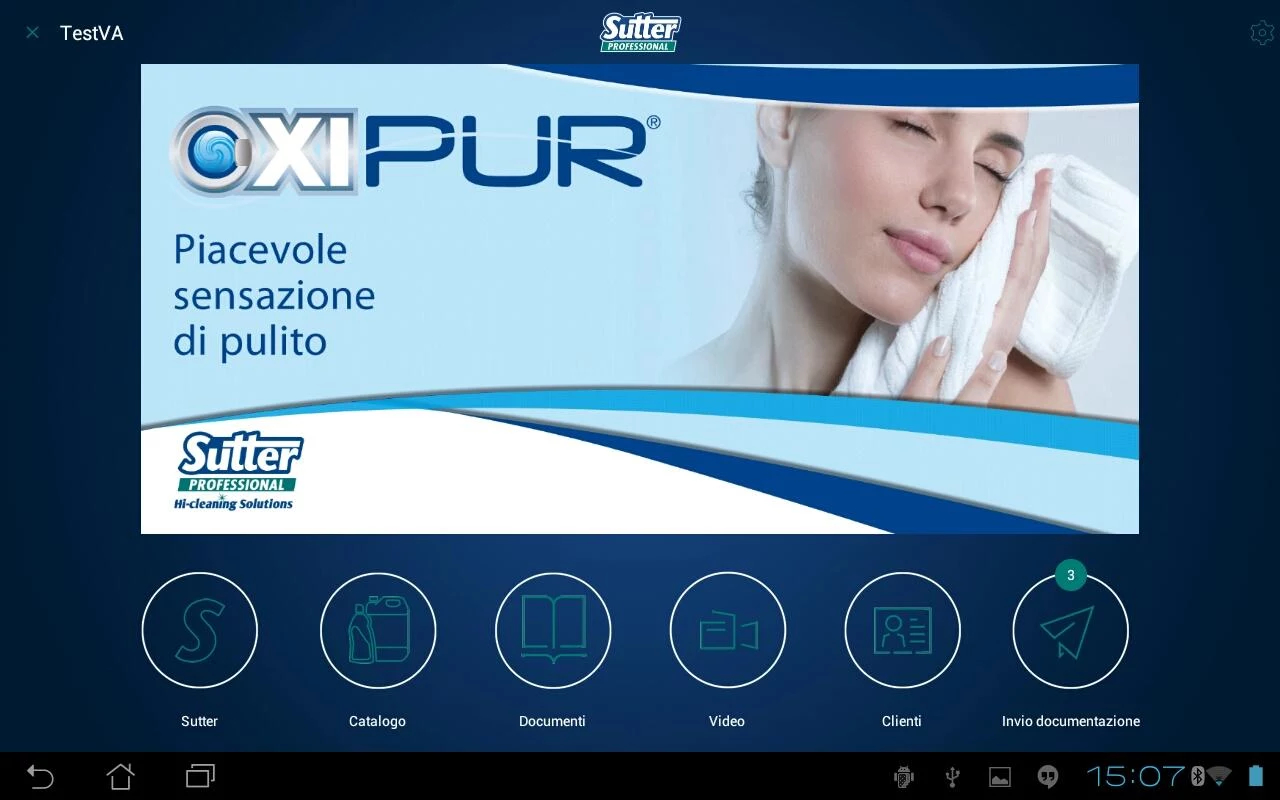 TestVA
Sutter
PROFESSIONAL
OXIPUR®
Piacevole
sensazione
di pulito
Sutter
PROFESSIONAL
Hi-cleaning Solutions
3
Sutter
Catalogo
Documenti
Video
Clienti
Invio documentazione
15:07